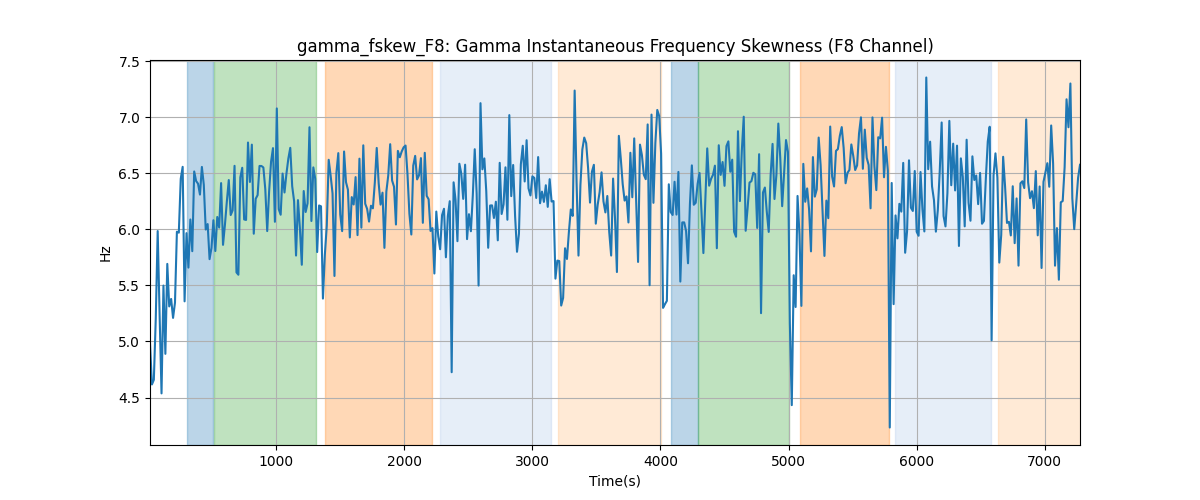 gamma_fskew_F8: Gamma Instantaneous Frequency Skewness (F8 Channel)
7.5
7.0
6.5
6.0
5.5
5.0
4.5
Hz
1000 2000 3000 4000 5000 6000 7000
Time(s)